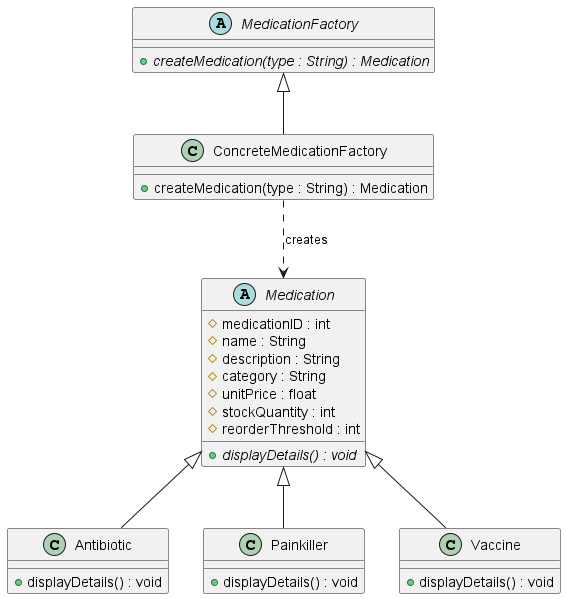 A MedicationFactory
createMedication(type : String) : Medication
C ConcreteMedicationFactory
createMedication(type : String) : Medication
creates
A Medication
medicationID : int
name : String
description : String
category : String
unitPrice : float
stockQuantity : int
reorderThreshold : int
displayDetails() : void
C Antibiotic
displayDetails() : void
C Painkiller
displayDetails() : void
C Vaccine
displayDetails() : void